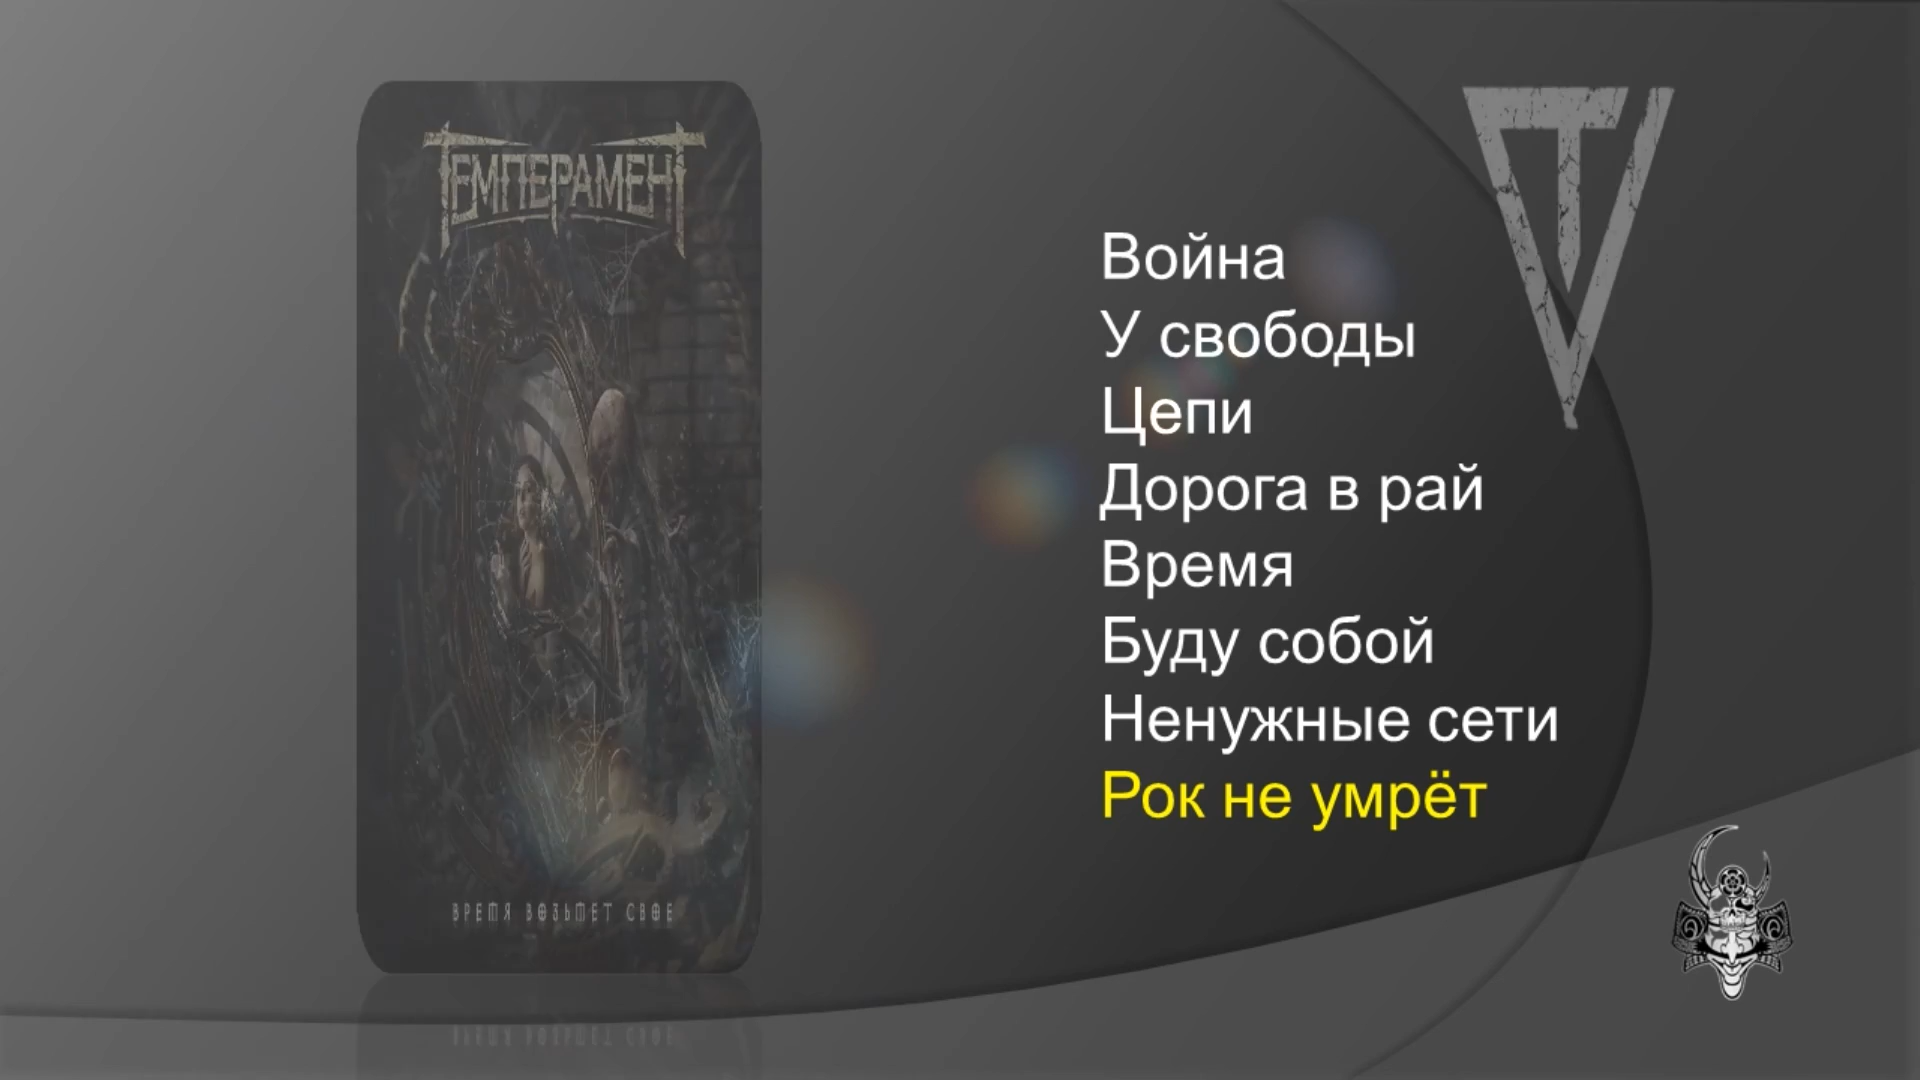 ТЕМПЕРАМЕНТ
Война
У свободы
Цепи
Дорога в рай
Время
Буду собой
Ненужные сети
Рок не умрёт
ВРЕМЯ ВОЗЬМЕТ СВОЕ